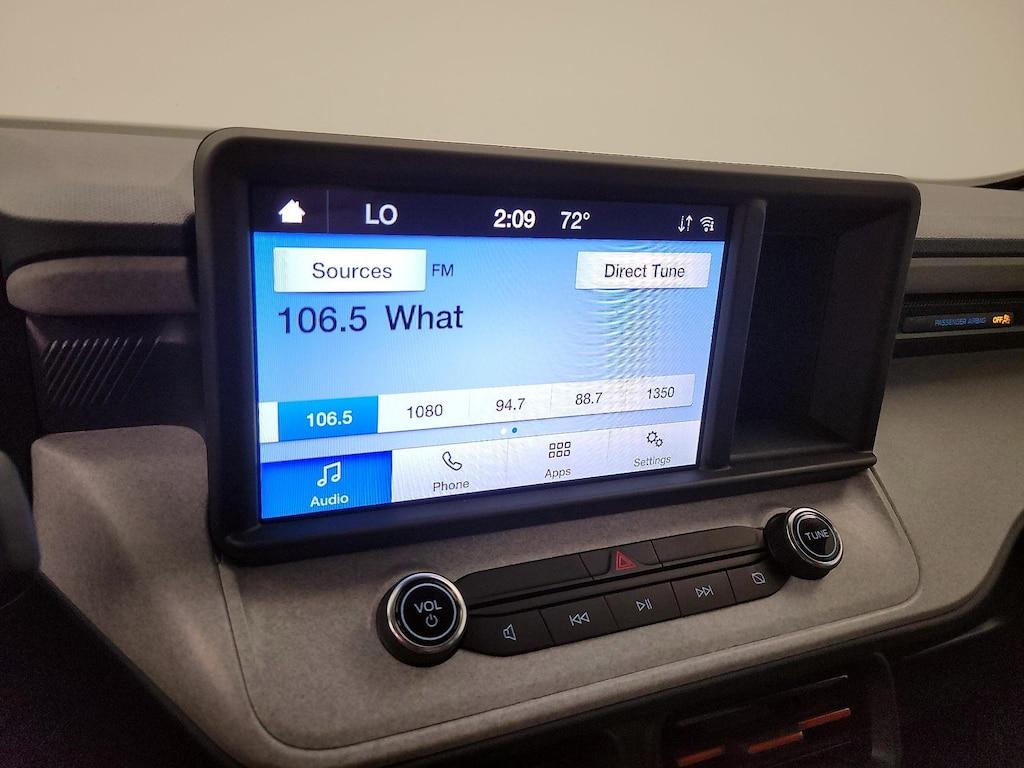 LO 2:09 72°
Sources FM Direct Tune
106.5 What
106.5 1080 94.7 88.7 1350
Audio Phone Apps Settings
PASSENGER AIRBAG OFF
VOL
TUNE